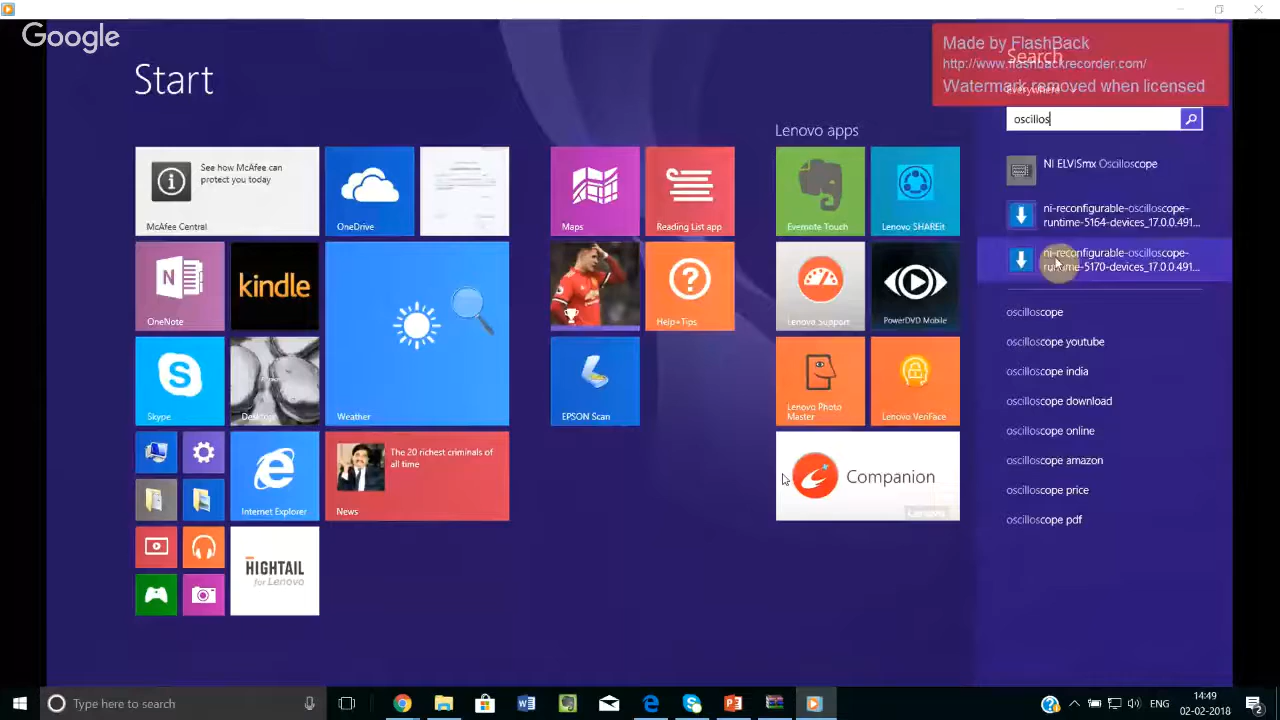 Google
Start
Made by FlashBack
http://www.flashbackrecorder.com/
Watermark removed when licensed
Search
Everywhere
oscillos
NI ELVISmx Oscilloscope
ni-reconfigurable-oscilloscope-
runtime-5164-devices_17.0.0.491...
ni-reconfigurable-oscilloscope-
runtime-5170-devices_17.0.0.491...
oscilloscope
oscilloscope youtube
oscilloscope india
oscilloscope download
oscilloscope online
oscilloscope amazon
oscilloscope price
oscilloscope pdf
Lenovo apps
See how McAfee can
protect you today
McAfee Central
OneDrive
Maps
Reading List app
Evernote Touch
Lenovo SHAREit
OneNote
kindle
Weather
Help+Tips
Lenovo Support
PowerDVD Mobile
Skype
Desktop
EPSON Scan
Lenovo Photo
Master
Lenovo VeriFace
Internet Explorer
The 20 richest criminals of
all time
News
Companion
Lenovo
HIGHTAIL
for Lenovo
Type here to search
ENG
14:49
02-02-2018
2